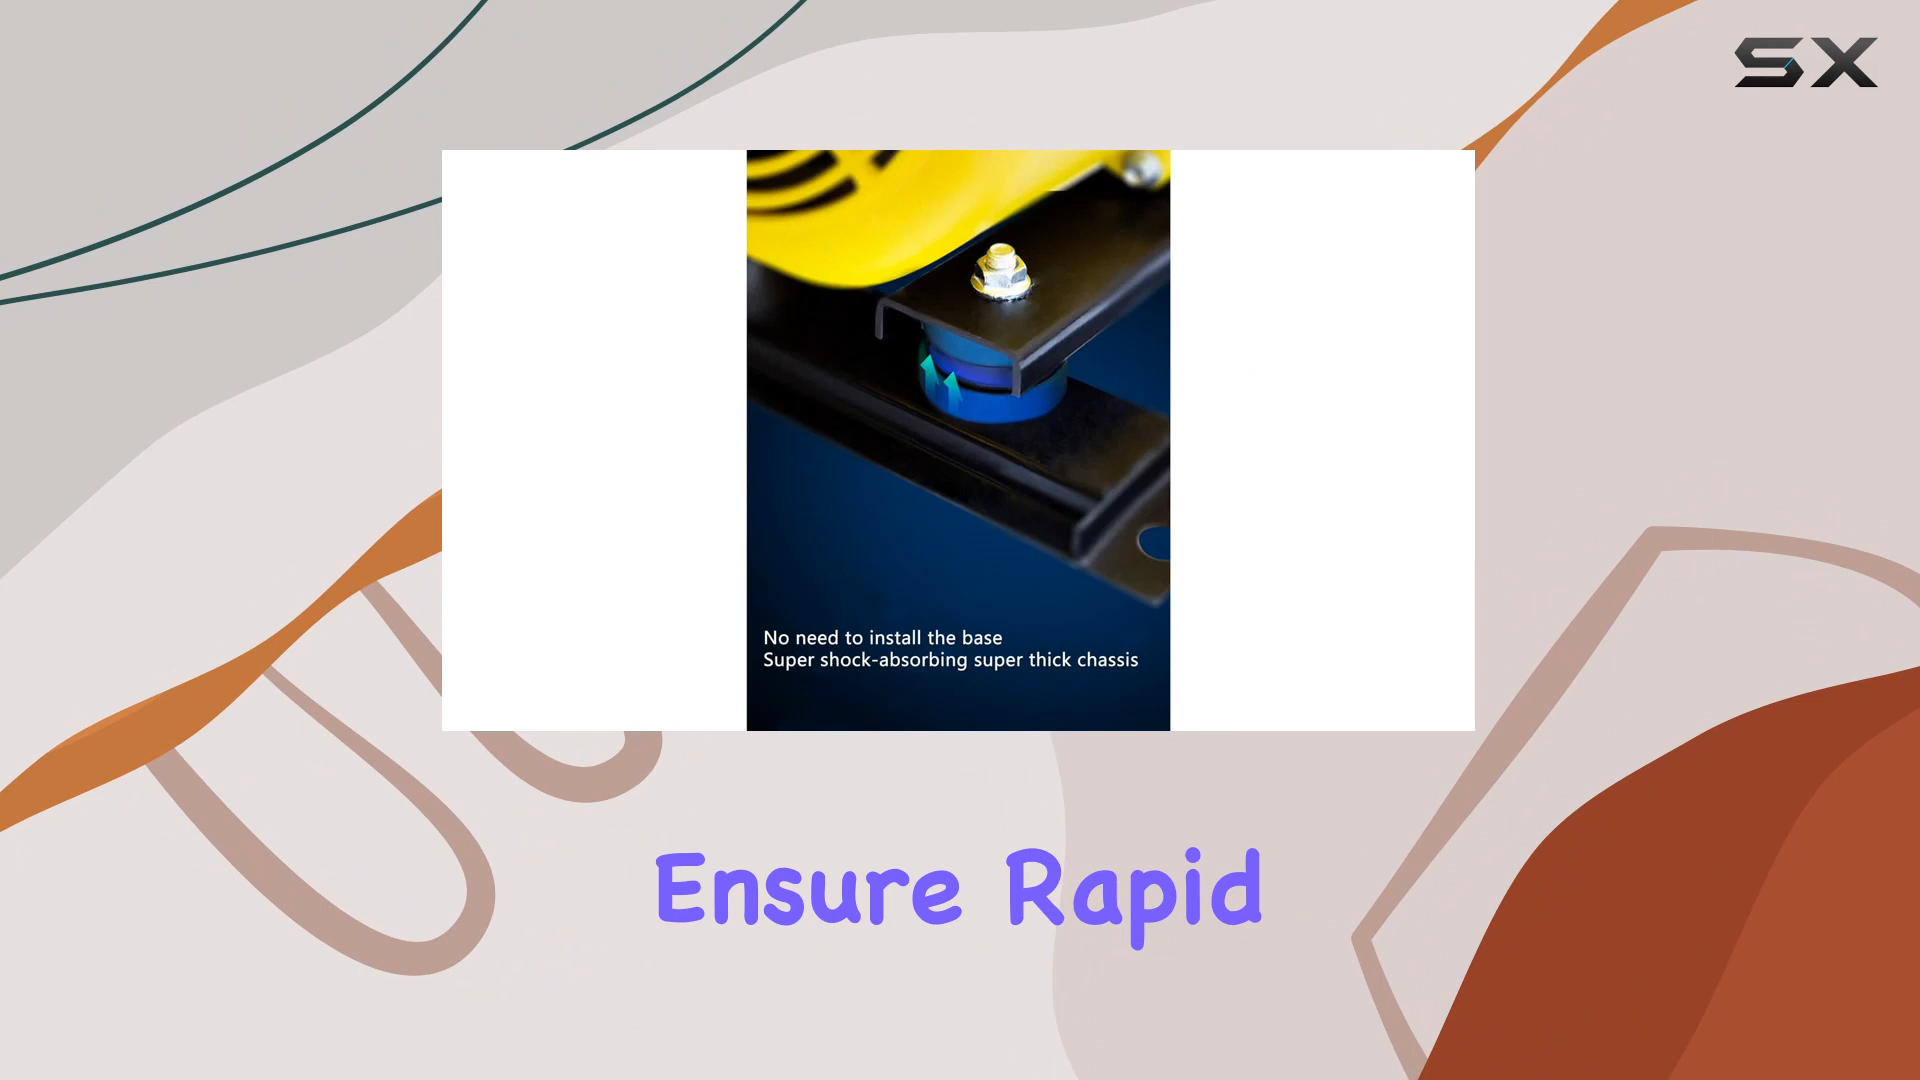 SX
No need to install the base
Super shock-absorbing super thick chassis
Ensure Rapid